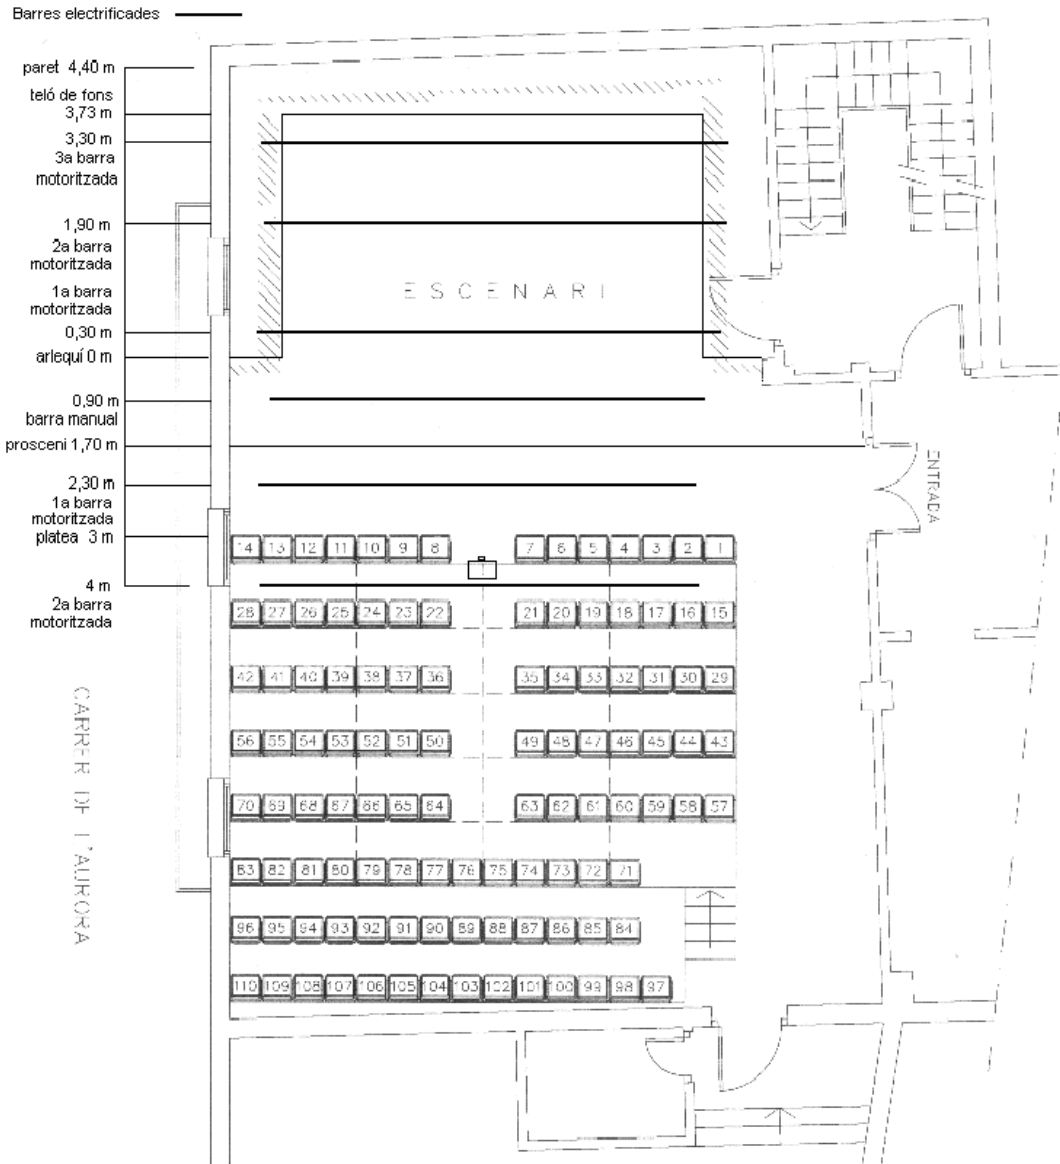 Barres electrificades
paret 4,40 m
teló de fons
3,73 m
3,30 m
3a barra
motoritzada
1,90 m
2a barra
motoritzada
1a barra
motoritzada
0,30 m
arlequí 0 m
0,90 m
barra manual
prosceni 1,70 m
2,30 m
1a barra
motoritzada
platea 3 m
4 m
2a barra
motoritzada
ESCENARI
ENTRADA
CARRER DE L'AURORA
14 13 12 11 10 9 8 7 6 5 4 3 2 1
28 27 26 25 24 23 22 21 20 19 18 17 16 15
42 41 40 39 38 37 36 35 34 33 32 31 30 29
56 55 54 53 52 51 50 49 48 47 46 45 44 43
70 69 68 67 66 65 64 63 62 61 60 59 58 57
83 82 81 80 79 78 77 76 75 74 73 72 71
96 95 94 93 92 91 90 89 88 87 86 85 84
110 109 108 107 106 105 104 103 102 101 100 99 98 97